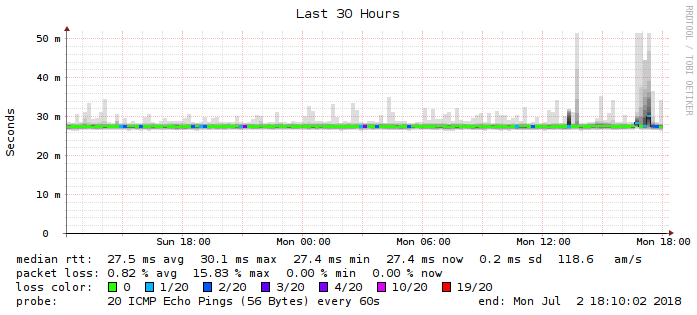 Last 30 Hours
RRDTOOL / TOBI OETIKER
Seconds
50 m
40 m
30 m
20 m
10 m
0
Sun 18:00 Mon 00:00 Mon 06:00 Mon 12:00 Mon 18:00
median rtt: 27.5 ms avg 30.1 ms max 27.4 ms min 27.4 ms now 0.2 ms sd 118.6 am/s
packet loss: 0.82 % avg 15.83 % max 0.00 % min 0.00 % now
loss color: 0 1/20 2/20 3/20 4/20 10/20 19/20
probe: 20 ICMP Echo Pings (56 Bytes) every 60s end: Mon Jul 2 18:10:02 2018